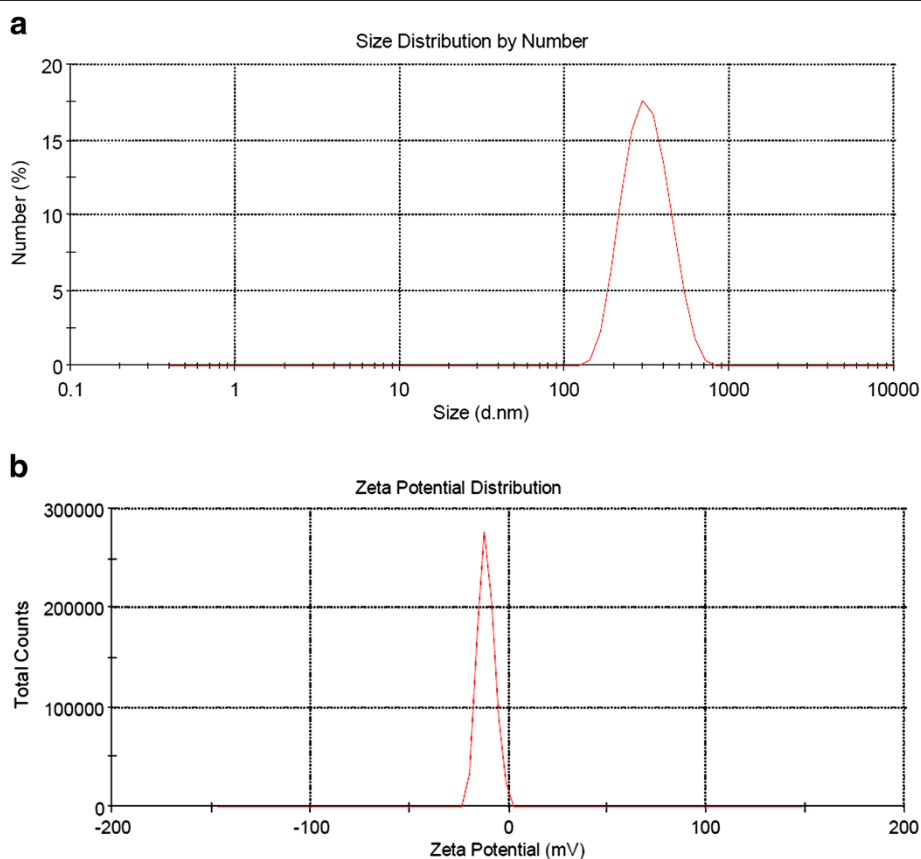 a
Size Distribution by Number
20
15
10
5
0
Number (%)
0.1 1 10 100 1000 10000
Size (d.nm)
b
Zeta Potential Distribution
300000
200000
100000
0
Total Counts
-200 -100 0 100 200
Zeta Potential (mV)